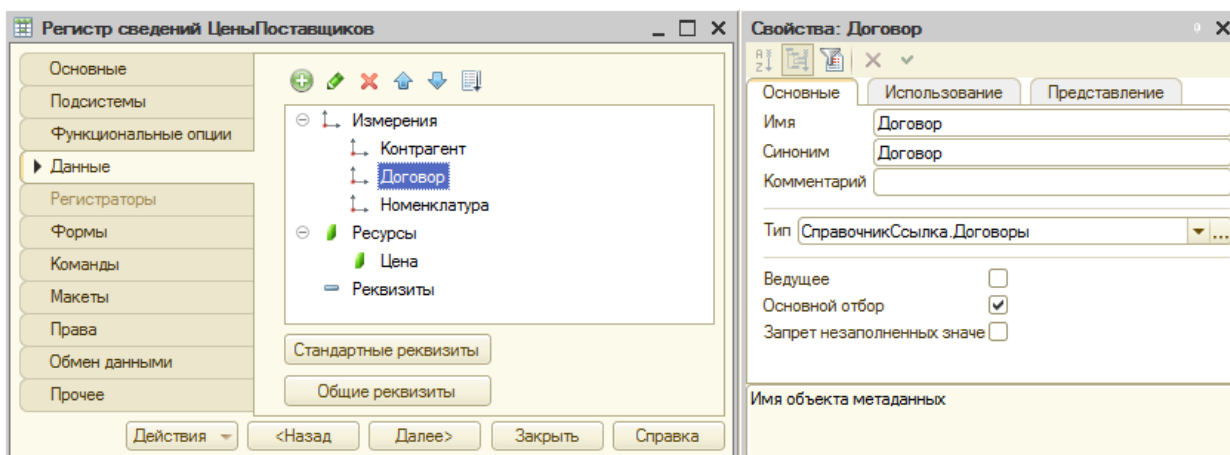 Регистр сведений ЦеныПоставщиков
Основные
Подсистемы
Функциональные опции
Данные
Регистраторы
Формы
Команды
Макеты
Права
Обмен данными
Прочее
Измерения
Контрагент
Договор
Номенклатура
Ресурсы
Цена
Реквизиты
Стандартные реквизиты
Общие реквизиты
Действия
<Назад
Далее>
Закрыть
Справка
Свойства: Договор
Основные
Использование
Представление
Имя Договор
Синоним Договор
Комментарий
Тип СправочникСсылка.Договоры
...
Ведущее
Основной отбор
Запрет незаполненных значе
Имя объекта метаданных